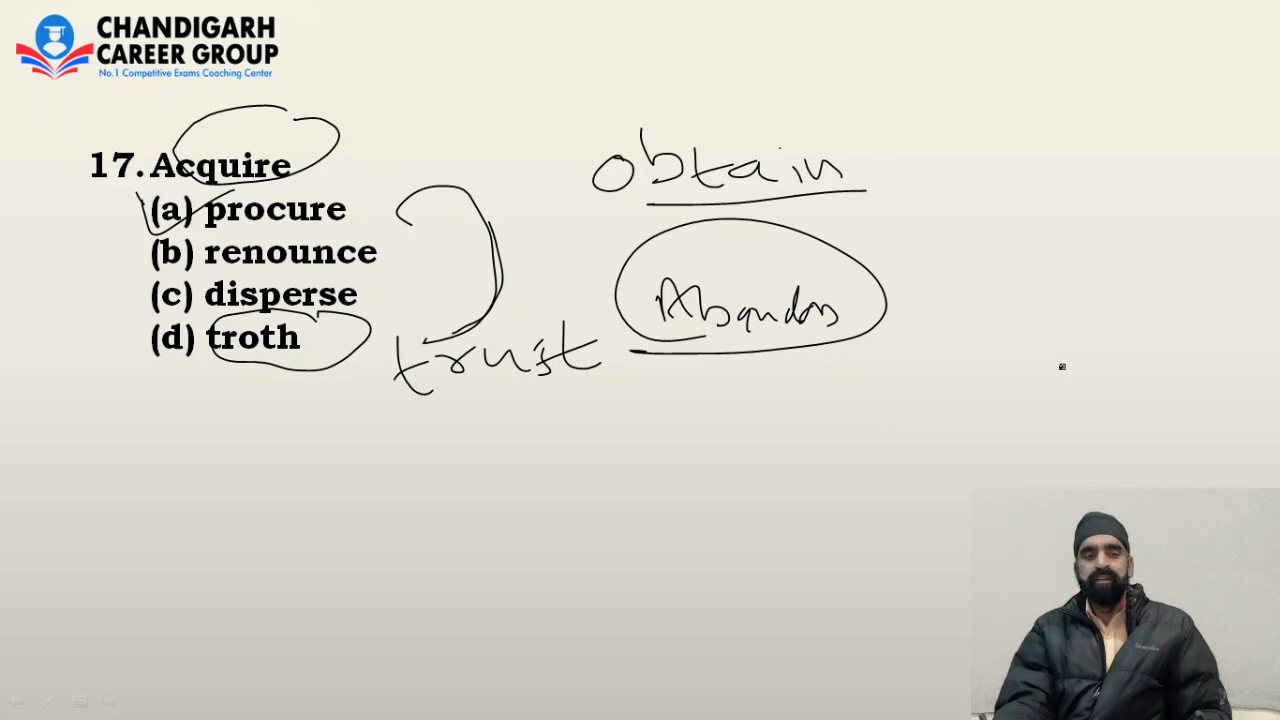 CHANDIGARH
CAREER GROUP
No.1 Competitive Exams Coaching Center
17. Acquire
(a) procure
(b) renounce
(c) disperse
(d) troth
obtain
Abandon
trust